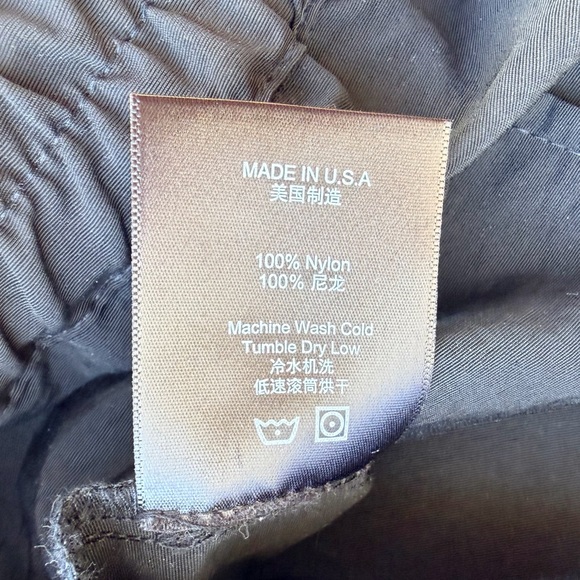 MADE IN U.S.A
美国制造
100% Nylon
100% 尼龙
Machine Wash Cold
Tumble Dry Low
冷水机洗
低速滚筒烘干